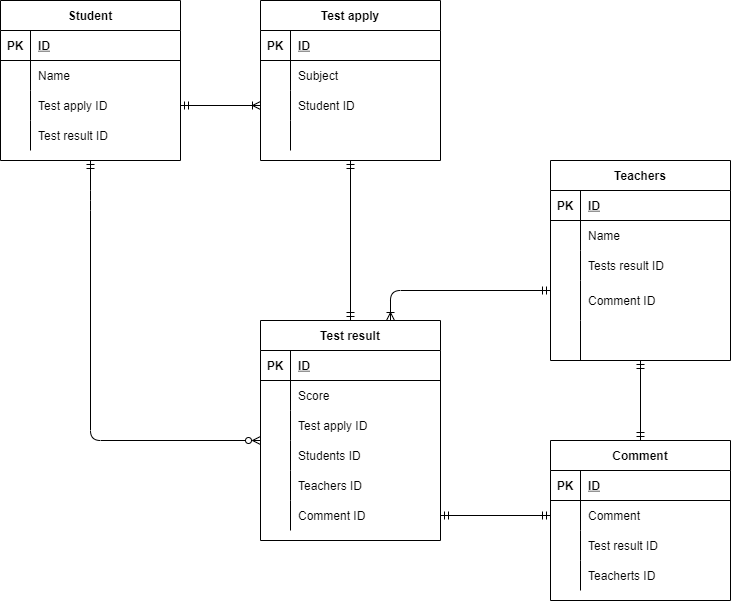 Student
PK ID
Name
Test apply ID
Test result ID
Test apply
PK ID
Subject
Student ID
Teachers
PK ID
Name
Tests result ID
Comment ID
Test result
PK ID
Score
Test apply ID
Students ID
Teachers ID
Comment ID
Comment
PK ID
Comment
Test result ID
Teacherts ID